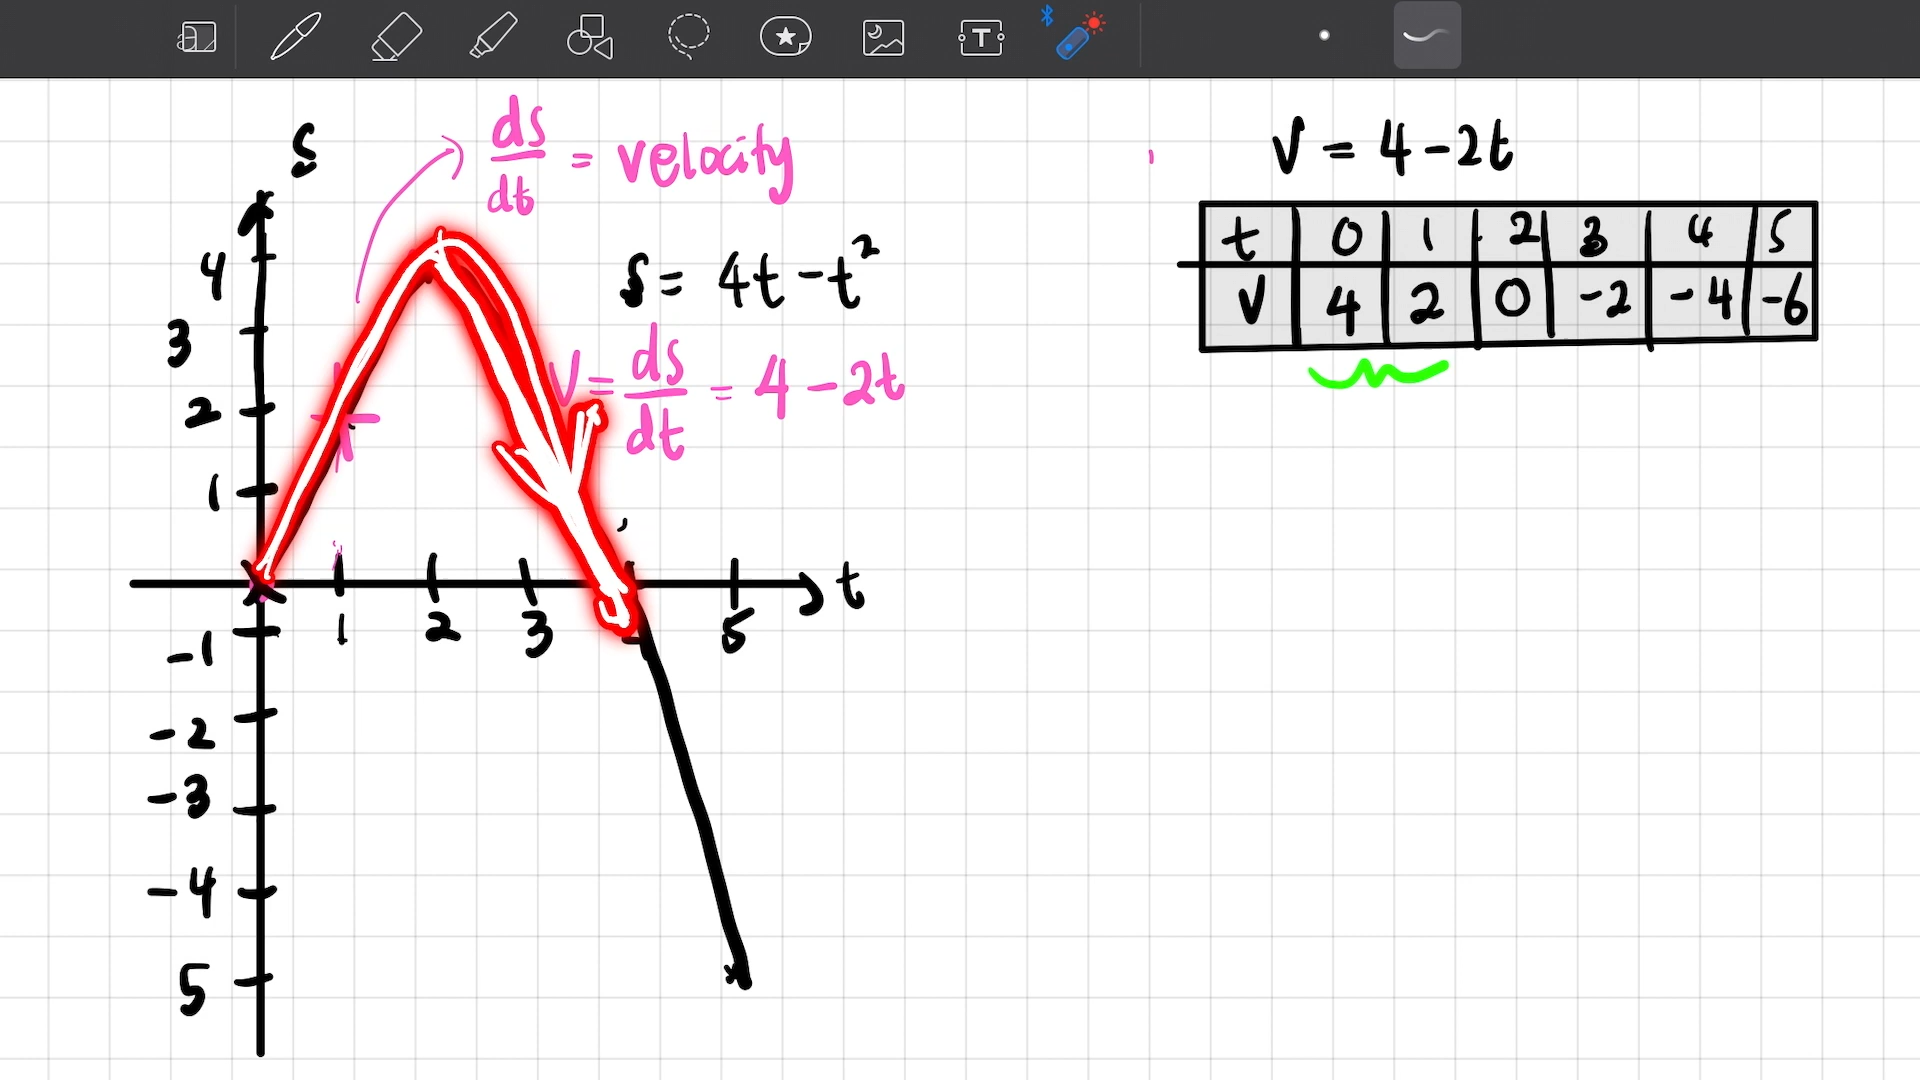 S
ds/dt = velocity
s = 4t - t²
V = ds/dt = 4 - 2t
4
3
2
1
-1
-2
-3
-4
5
1 2 3 5 t
V = 4 - 2t
t 0 1 2 3 4 5
V 4 2 0 -2 -4 -6
T